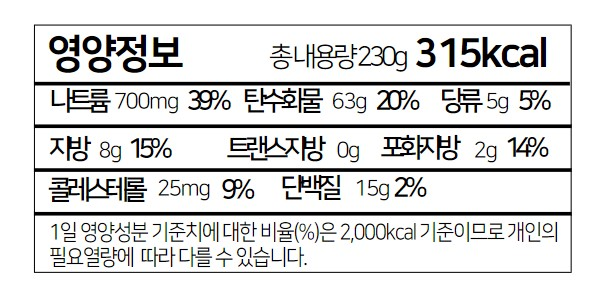 영양정보 총 내용량 230g 315kcal
나트륨 700mg 39% 탄수화물 63g 20% 당류 5g 5%
지방 8g 15% 트랜스지방 0g 포화지방 2g 14%
콜레스테롤 25mg 9% 단백질 15g 2%
1일 영양성분 기준치에 대한 비율(%)은 2,000kcal 기준이므로 개인의
필요열량에 따라 다를 수 있습니다.